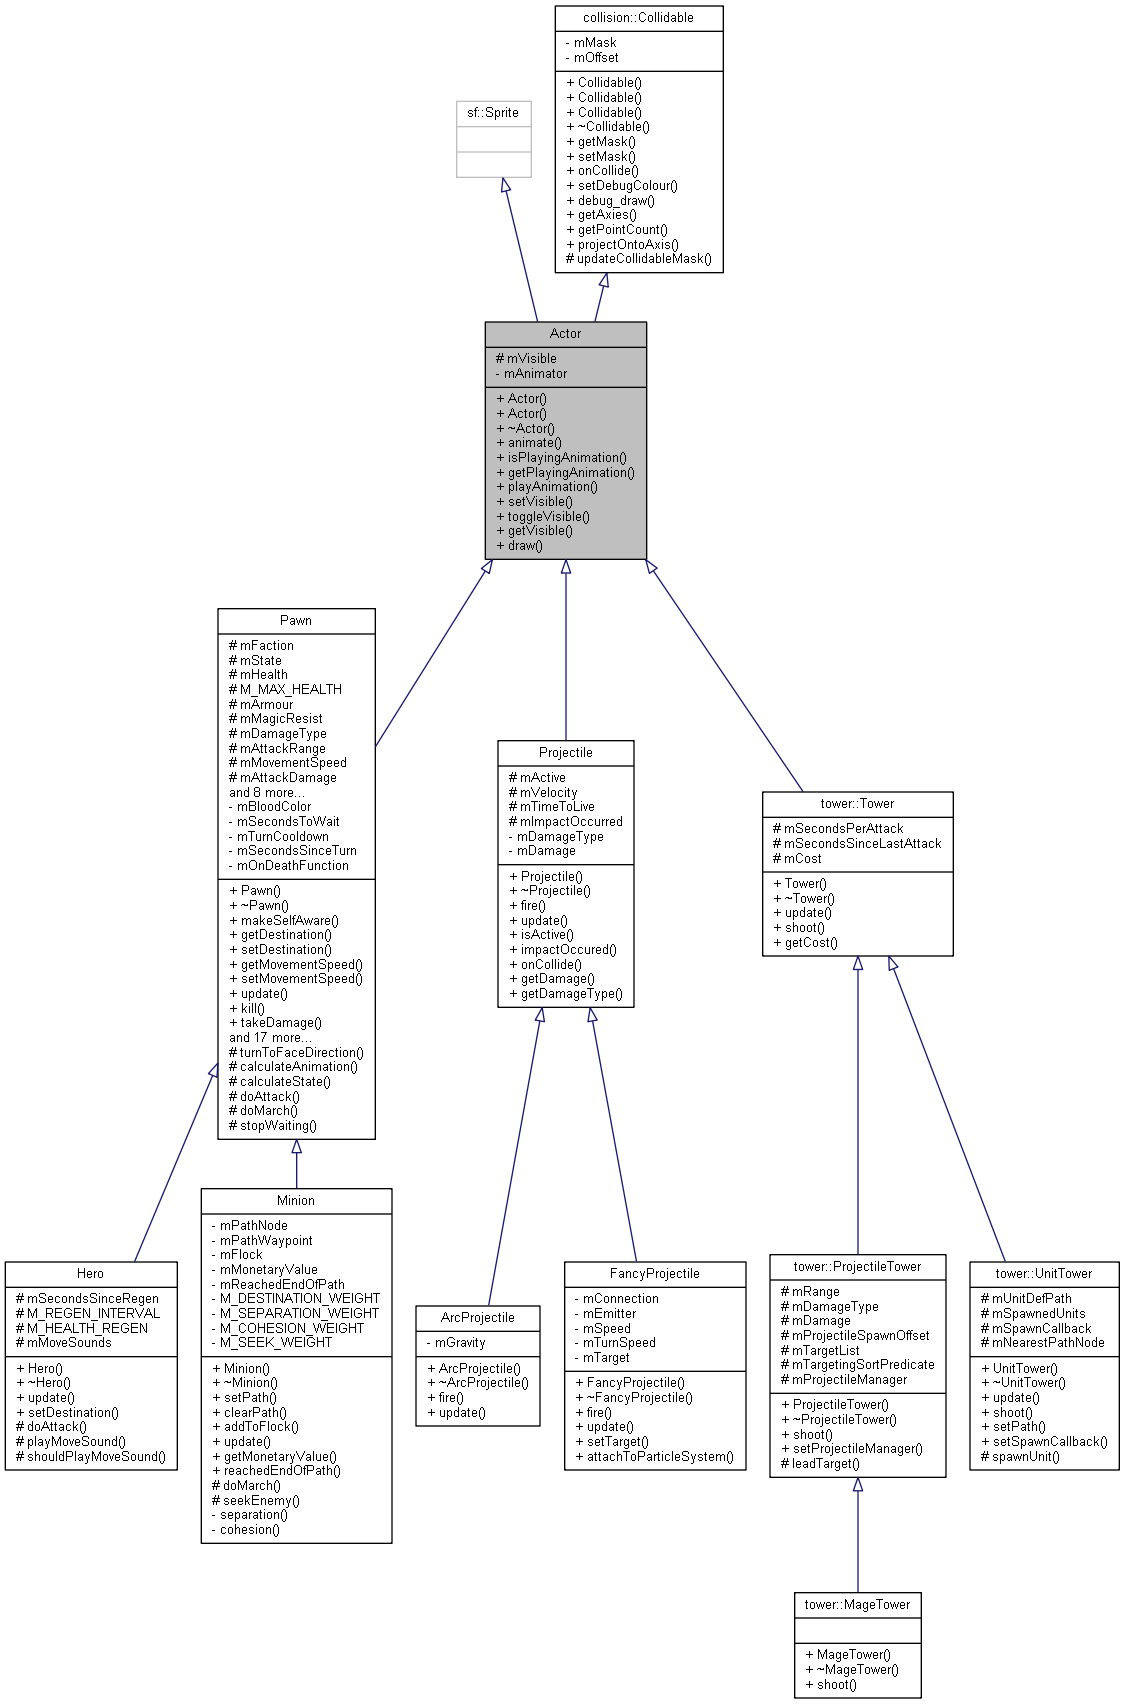 collision::Collidable
- mMask
- mOffset
+ Collidable()
+ Collidable()
+ Collidable()
+ ~Collidable()
+ getMask()
+ setMask()
+ onCollide()
+ setDebugColour()
+ debug_draw()
+ getAxies()
+ getPointCount()
+ projectOntoAxis()
# updateCollidableMask()
sf::Sprite
Actor
# mVisible
- mAnimator
+ Actor()
+ Actor()
+ ~Actor()
+ animate()
+ isPlayingAnimation()
+ getPlayingAnimation()
+ playAnimation()
+ setVisible()
+ toggleVisible()
+ getVisible()
+ draw()
Pawn
# mFaction
# mState
# mHealth
# M_MAX_HEALTH
# mArmour
# mMagicResist
# mDamageType
# mAttackRange
# mMovementSpeed
# mAttackDamage
and 8 more...
- mBloodColor
- mSecondsToWait
- mTurnCooldown
- mSecondsSinceTurn
- mOnDeathFunction
+ Pawn()
+ ~Pawn()
+ makeSelfAware()
+ getDestination()
+ setDestination()
+ getMovementSpeed()
+ setMovementSpeed()
+ update()
+ kill()
+ takeDamage()
and 17 more...
# turnToFaceDirection()
# calculateAnimation()
# calculateState()
# doAttack()
# doMarch()
# stopWaiting()
Projectile
# mActive
# mVelocity
# mTimeToLive
# mImpactOccurred
- mDamageType
- mDamage
+ Projectile()
+ ~Projectile()
+ fire()
+ update()
+ isActive()
+ impactOccured()
+ onCollide()
+ getDamage()
+ getDamageType()
tower::Tower
# mSecondsPerAttack
# mSecondsSinceLastAttack
# mCost
+ Tower()
+ ~Tower()
+ update()
+ shoot()
+ getCost()
Hero
# mSecondsSinceRegen
# M_REGEN_INTERVAL
# M_HEALTH_REGEN
# mMoveSounds
+ Hero()
+ ~Hero()
+ update()
+ setDestination()
# doAttack()
# playMoveSound()
# shouldPlayMoveSound()
Minion
- mPathNode
- mPathWaypoint
- mFlock
- mMonetaryValue
- mReachedEndOfPath
- M_DESTINATION_WEIGHT
- M_SEPARATION_WEIGHT
- M_COHESION_WEIGHT
- M_SEEK_WEIGHT
+ Minion()
+ ~Minion()
+ setPath()
+ clearPath()
+ addToFlock()
+ update()
+ getMonetaryValue()
+ reachedEndOfPath()
# doMarch()
# seekEnemy()
- separation()
- cohesion()
ArcProjectile
- mGravity
+ ArcProjectile()
+ ~ArcProjectile()
+ fire()
+ update()
FancyProjectile
- mConnection
- mEmitter
- mSpeed
- mTurnSpeed
- mTarget
+ FancyProjectile()
+ ~FancyProjectile()
+ fire()
+ update()
+ setTarget()
+ attachToParticleSystem()
tower::ProjectileTower
# mRange
# mDamageType
# mDamage
# mProjectileSpawnOffset
# mTargetList
# mTargetingSortPredicate
# mProjectileManager
+ ProjectileTower()
+ ~ProjectileTower()
+ shoot()
+ setProjectileManager()
# leadTarget()
tower::UnitTower
# mUnitDefPath
# mSpawnedUnits
# mSpawnCallback
# mNearestPathNode
+ UnitTower()
+ ~UnitTower()
+ update()
+ shoot()
+ setPath()
+ setSpawnCallback()
# spawnUnit()
tower::MageTower
+ MageTower()
+ ~MageTower()
+ shoot()